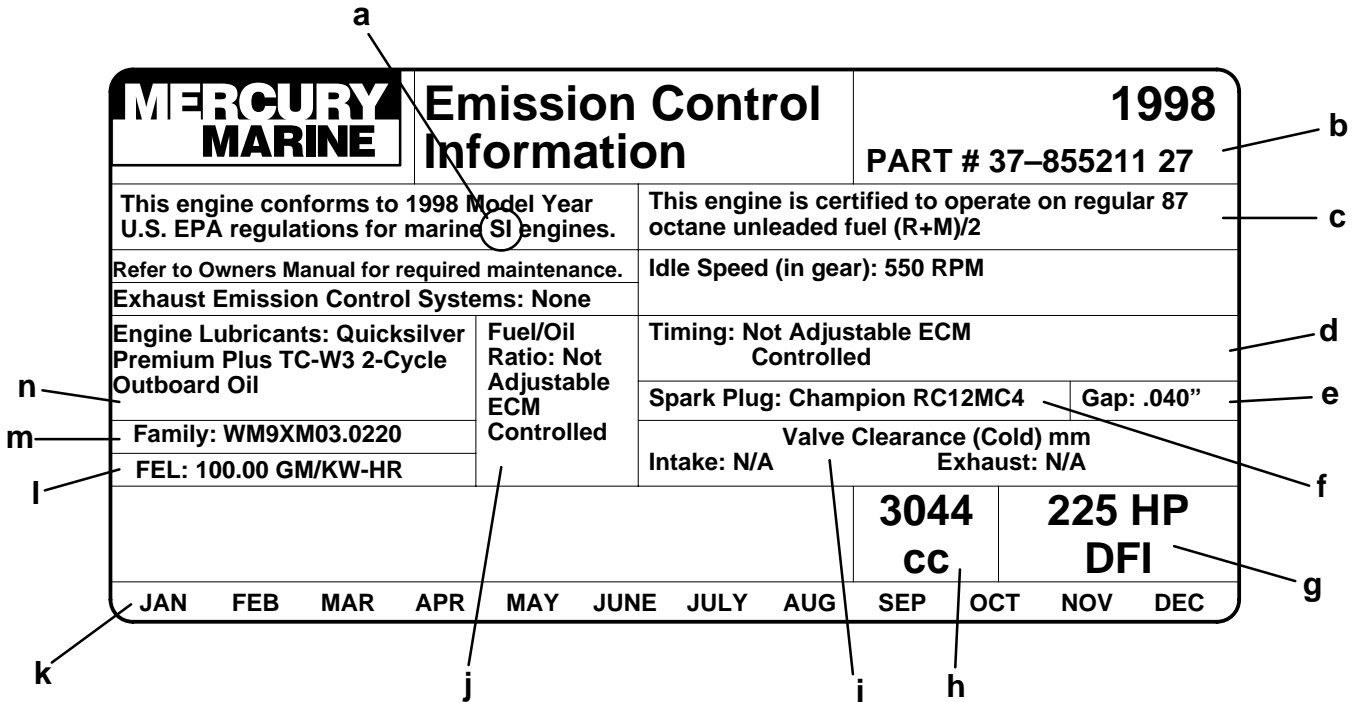 a
MERCURY
MARINE
Emission Control
Information
1998
PART # 37–855211 27
b
This engine conforms to 1998 Model Year
U.S. EPA regulations for marine SI engines.
This engine is certified to operate on regular 87
octane unleaded fuel (R+M)/2
c
Refer to Owners Manual for required maintenance.
Exhaust Emission Control Systems: None
Idle Speed (in gear): 550 RPM
Engine Lubricants: Quicksilver
Premium Plus TC-W3 2-Cycle
Outboard Oil
n
Fuel/Oil
Ratio: Not
Adjustable
ECM
Controlled
Timing: Not Adjustable ECM
Controlled
d
Spark Plug: Champion RC12MC4
Gap: .040”
e
m
Family: WM9XM03.0220
l
FEL: 100.00 GM/KW-HR
Valve Clearance (Cold) mm
Intake: N/A Exhaust: N/A
f
3044
cc
225 HP
DFI
g
JAN FEB MAR APR MAY JUNE JULY AUG SEP OCT NOV DEC
k
j
i
h